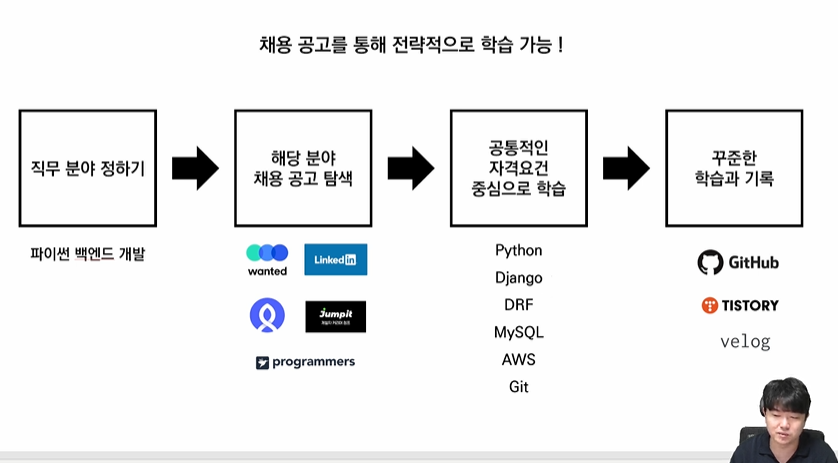 채용 공고를 통해 전략적으로 학습 가능 !
직무 분야 정하기
파이썬 백엔드 개발
해당 분야
채용 공고 탐색
wanted
LinkedIn
Jumpit
programmers
공통적인
자격요건
중심으로 학습
Python
Django
DRF
MySQL
AWS
Git
꾸준한
학습과 기록
GitHub
TISTORY
velog